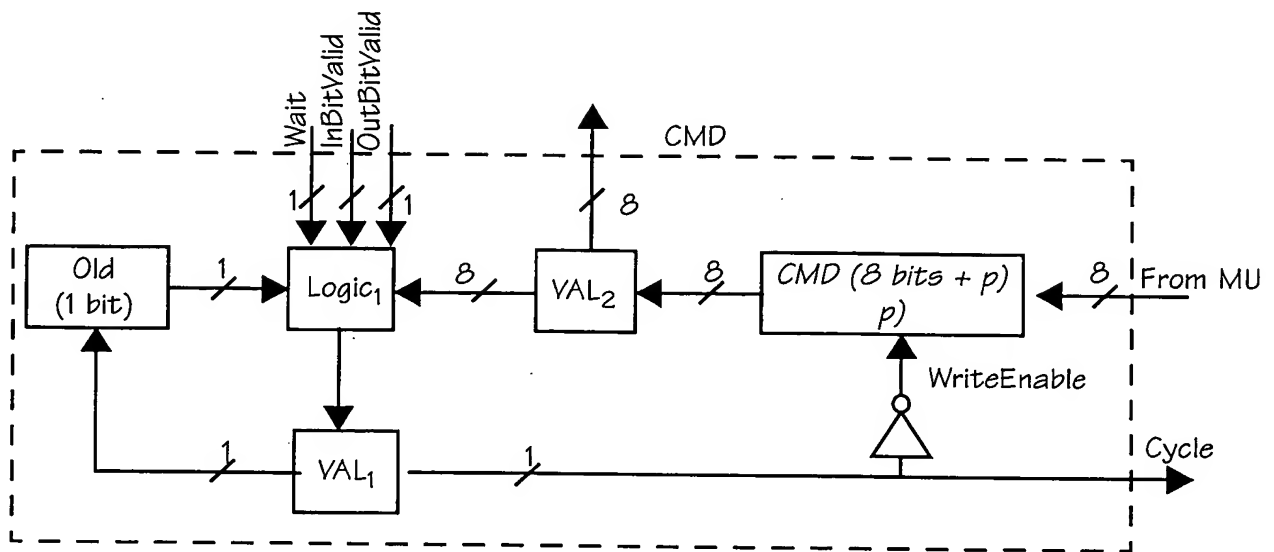 Wait
InBitValid
OutBitValid
CMD
1
1
8
Old
(1 bit)
1
Logic₁
8
VAL₂
8
CMD (8 bits + p)
p)
8
From MU
WriteEnable
1
VAL₁
1
Cycle